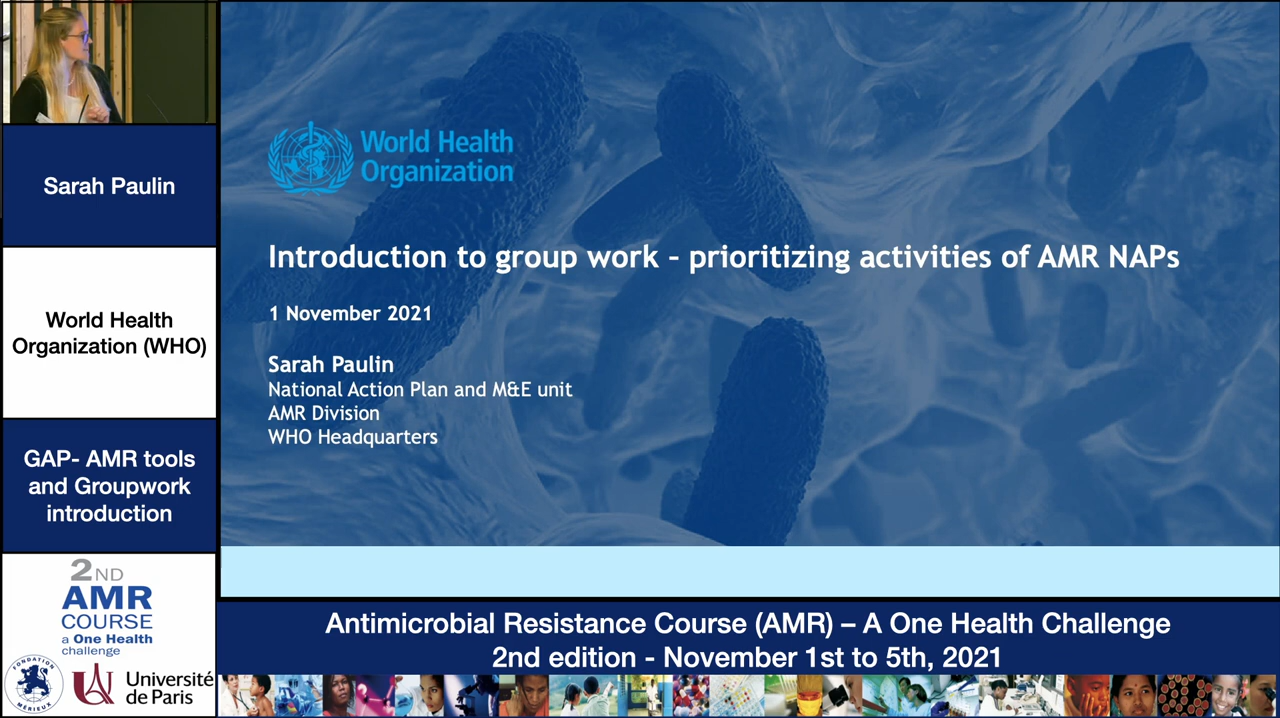 Sarah Paulin
World Health
Organization (WHO)
GAP- AMR tools
and Groupwork
introduction
2ND
AMR
COURSE
a One Health
challenge
FONDATION
MÉRIEUX
Université
de Paris
World Health
Organization
Introduction to group work – prioritizing activities of AMR NAPs
1 November 2021
Sarah Paulin
National Action Plan and M&E unit
AMR Division
WHO Headquarters
Antimicrobial Resistance Course (AMR) – A One Health Challenge
2nd edition - November 1st to 5th, 2021